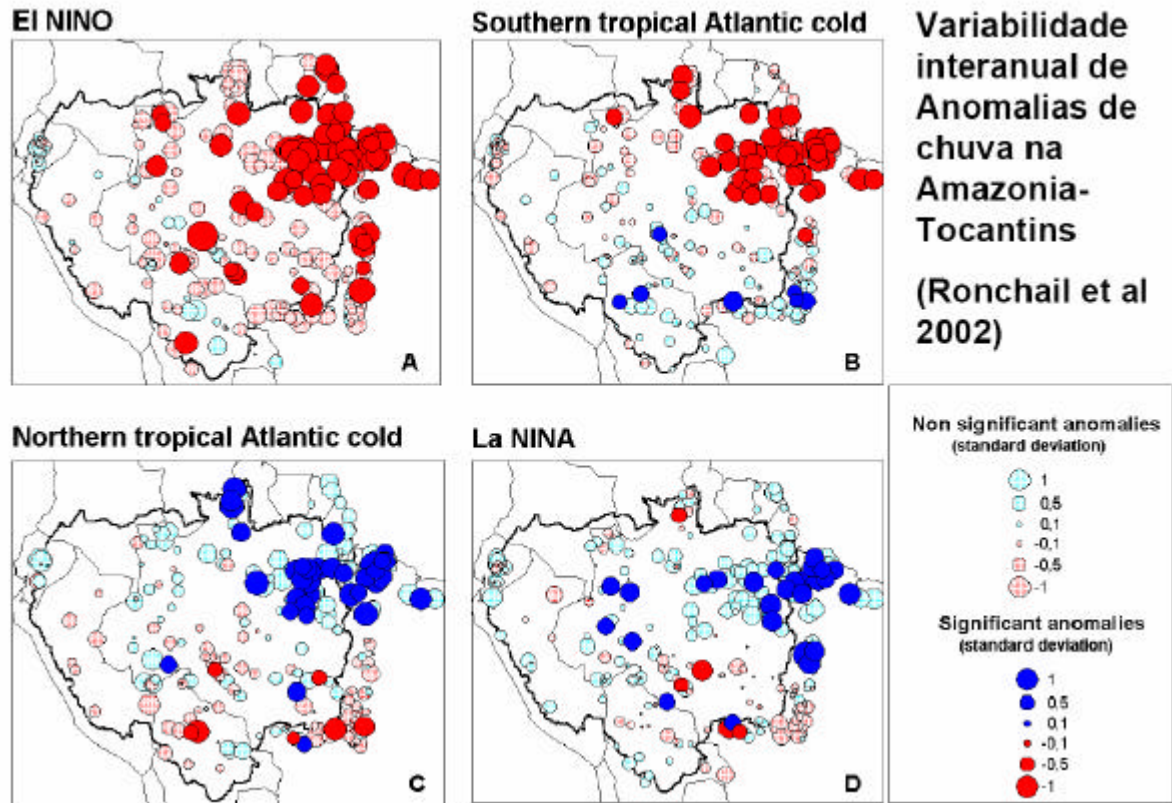 El NINO
Southern tropical Atlantic cold
Variabilidade
interanual de
Anomalias de
chuva na
Amazonia-
Tocantins
(Ronchail et al
2002)
A
B
Northern tropical Atlantic cold
La NINA
C
D
Non significant anomalies
(standard deviation)
1
0,5
0,1
-0,1
-0,5
-1
Significant anomalies
(standard deviation)
1
0,5
0,1
-0,1
-0,5
-1